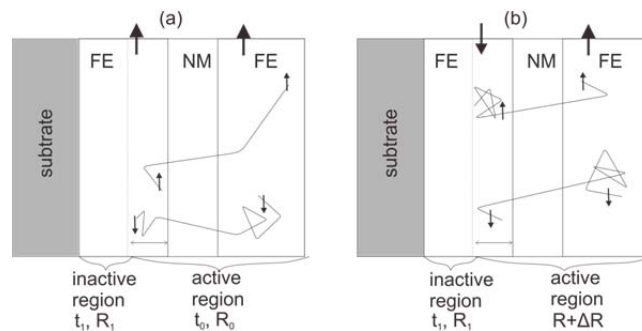 (a)
FE
NM
FE
subtrate
inactive
region
t₁, R₁
active
region
t₀, R₀
(b)
FE
NM
FE
subtrate
inactive
region
t₁, R₁
active
region
R+ΔR